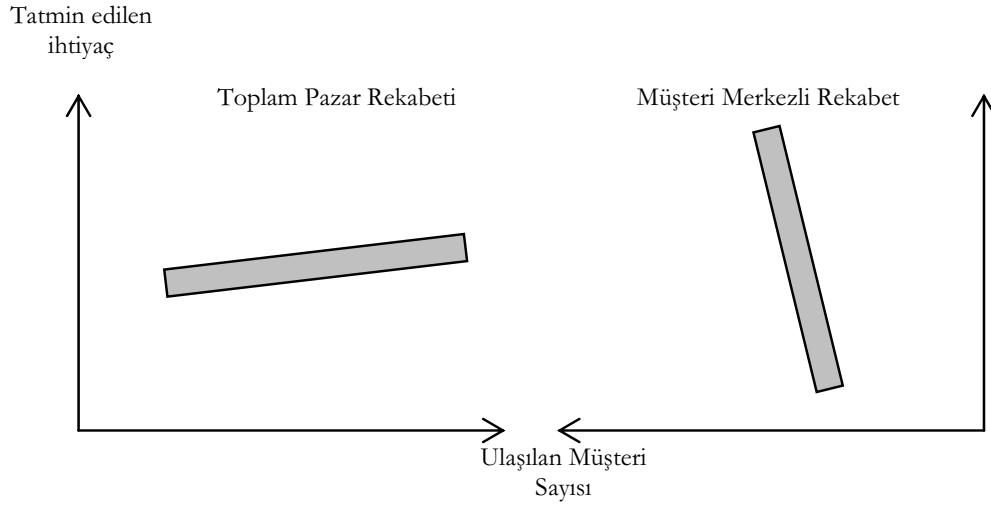 Tatmin edilen
ihtiyaç
Toplam Pazar Rekabeti
Müşteri Merkezli Rekabet
Ulaşılan Müşteri
Sayısı